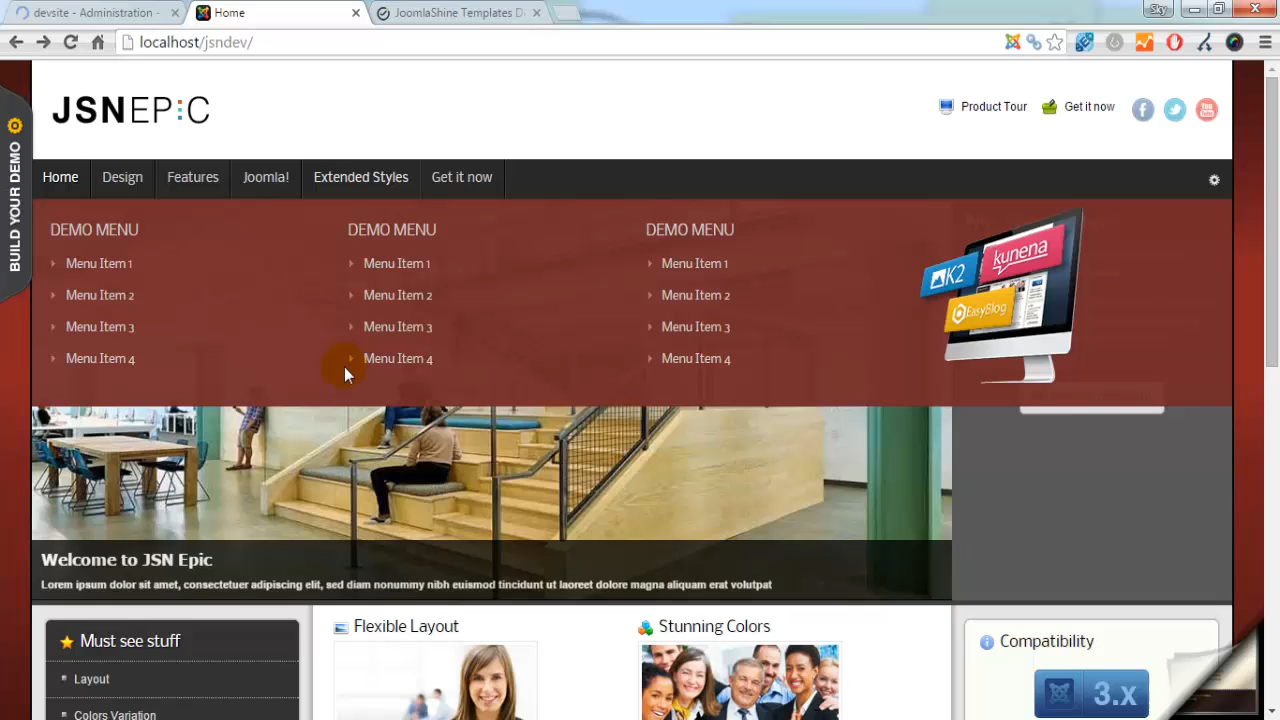 devsite - Administration -
Home
JoomlaShine Templates D
Sky
localhost/jsndev/
JSNEPIC
Product Tour
Get it now
You Tube
BUILD YOUR DEMO
Home
Design
Features
Joomla!
Extended Styles
Get it now
DEMO MENU
Menu Item 1
Menu Item 2
Menu Item 3
Menu Item 4
DEMO MENU
Menu Item 1
Menu Item 2
Menu Item 3
Menu Item 4
DEMO MENU
Menu Item 1
Menu Item 2
Menu Item 3
Menu Item 4
K2
kunena
EasyBlog
Welcome to JSN Epic
Lorem ipsum dolor sit amet, consectetuer adipiscing elit, sed diam nonummy nibh euismod tincidunt ut laoreet dolore magna aliquam erat volutpat
Must see stuff
Layout
Colors Variation
Flexible Layout
Stunning Colors
Compatibility
3.x